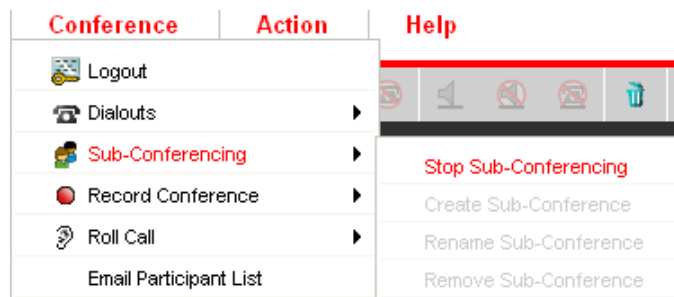 Conference Action Help
Logout
Dialouts
Sub-Conferencing
Stop Sub-Conferencing
Create Sub-Conference
Record Conference
Rename Sub-Conference
Roll Call
Remove Sub-Conference
Email Participant List